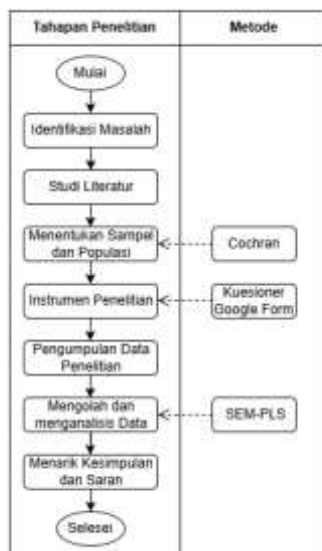 Tahapan Penelitian
Metode
Mulai
Identifikasi Masalah
Studi Literatur
Menentukan Sampel
dan Populasi
Cochran
Instrumen Penelitian
Kuesioner
Google Form
Pengumpulan Data
Penelitian
Mengolah dan
menganalisis Data
SEM-PLS
Menarik Kesimpulan
dan Saran
Selesei